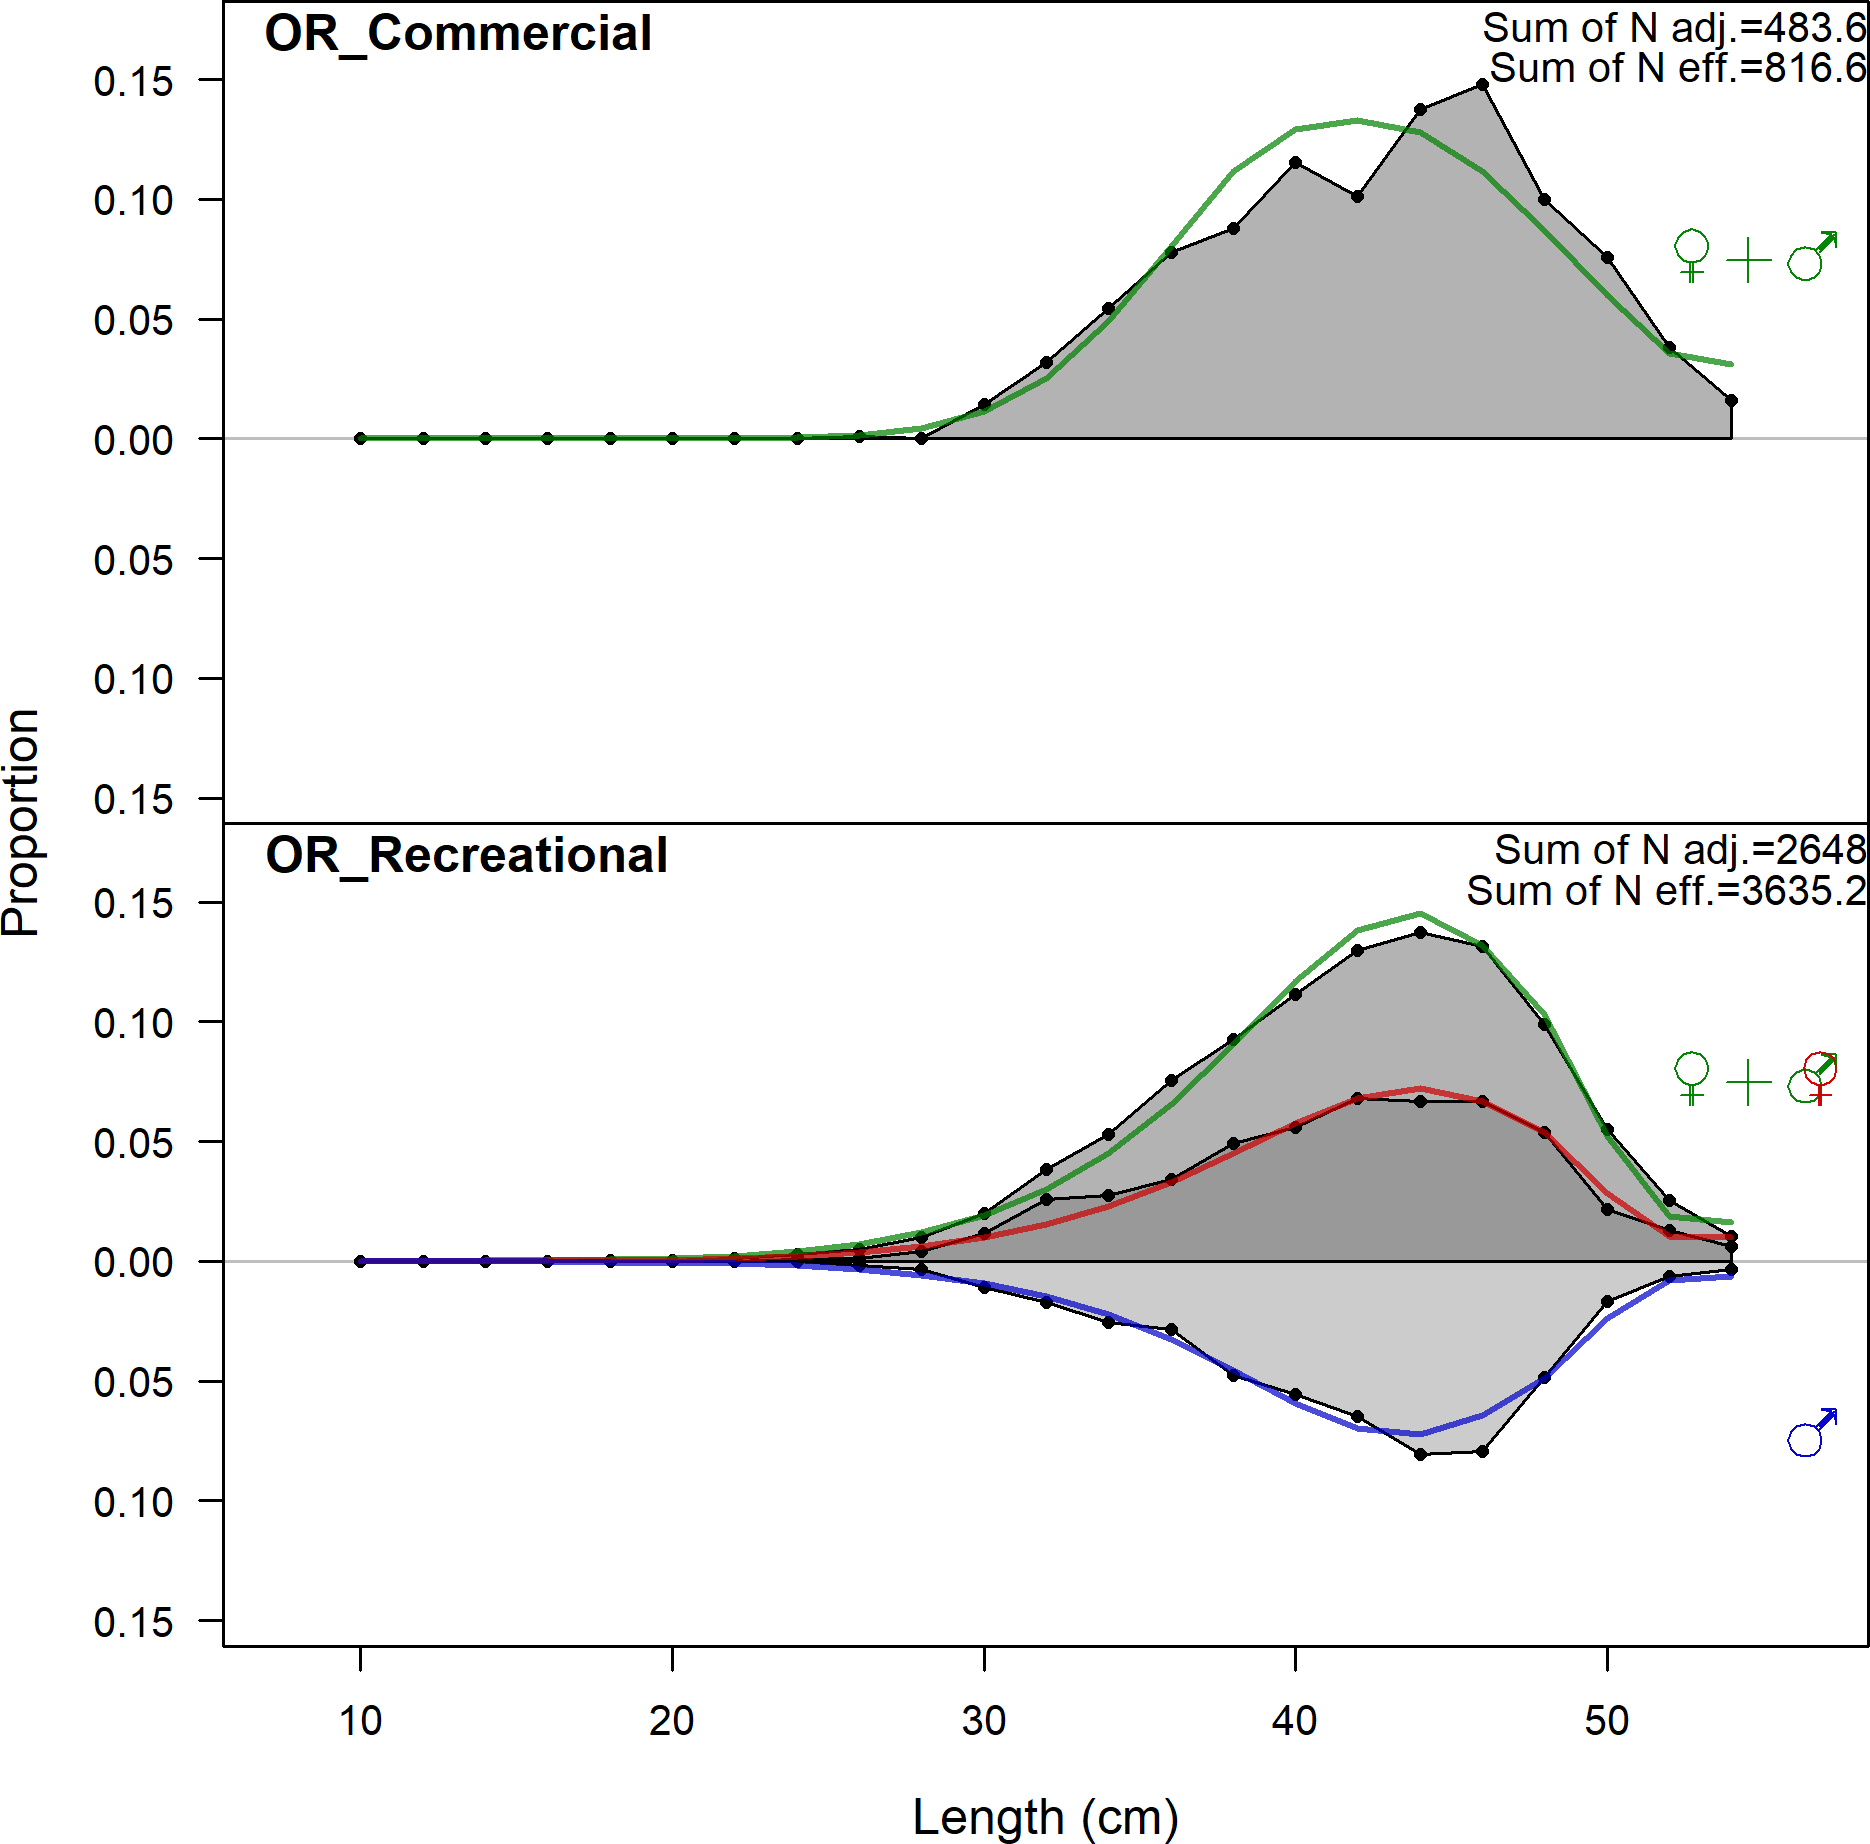 OR_Commercial
Sum of N adj.=483.6
Sum of N eff.=816.6
0.15
0.10
0.05
0.00
0.05
0.10
0.15
♀ + ♂
Proportion
OR_Recreational
Sum of N adj.=2648
Sum of N eff.=3635.2
0.15
0.10
0.05
0.00
0.05
0.10
0.15
♀ + ♂
♀
♂
10 20 30 40 50
Length (cm)